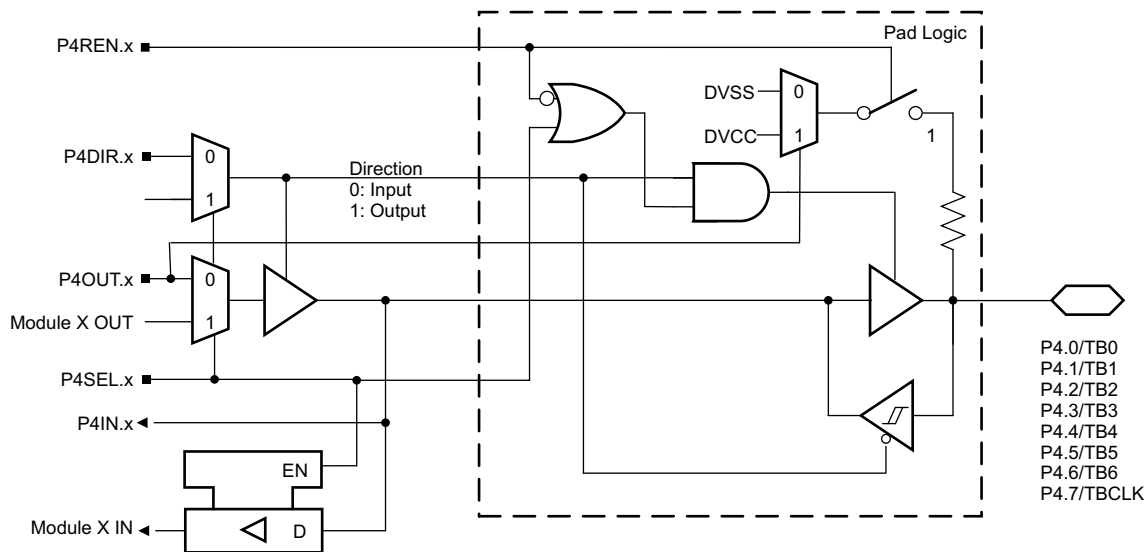 Pad Logic
P4REN.x
DVSS
0
DVCC
1
1
P4DIR.x
0
1
Direction
0: Input
1: Output
P4OUT.x
0
Module X OUT
1
P4SEL.x
P4IN.x
EN
Module X IN
D
P4.0/TB0
P4.1/TB1
P4.2/TB2
P4.3/TB3
P4.4/TB4
P4.5/TB5
P4.6/TB6
P4.7/TBCLK